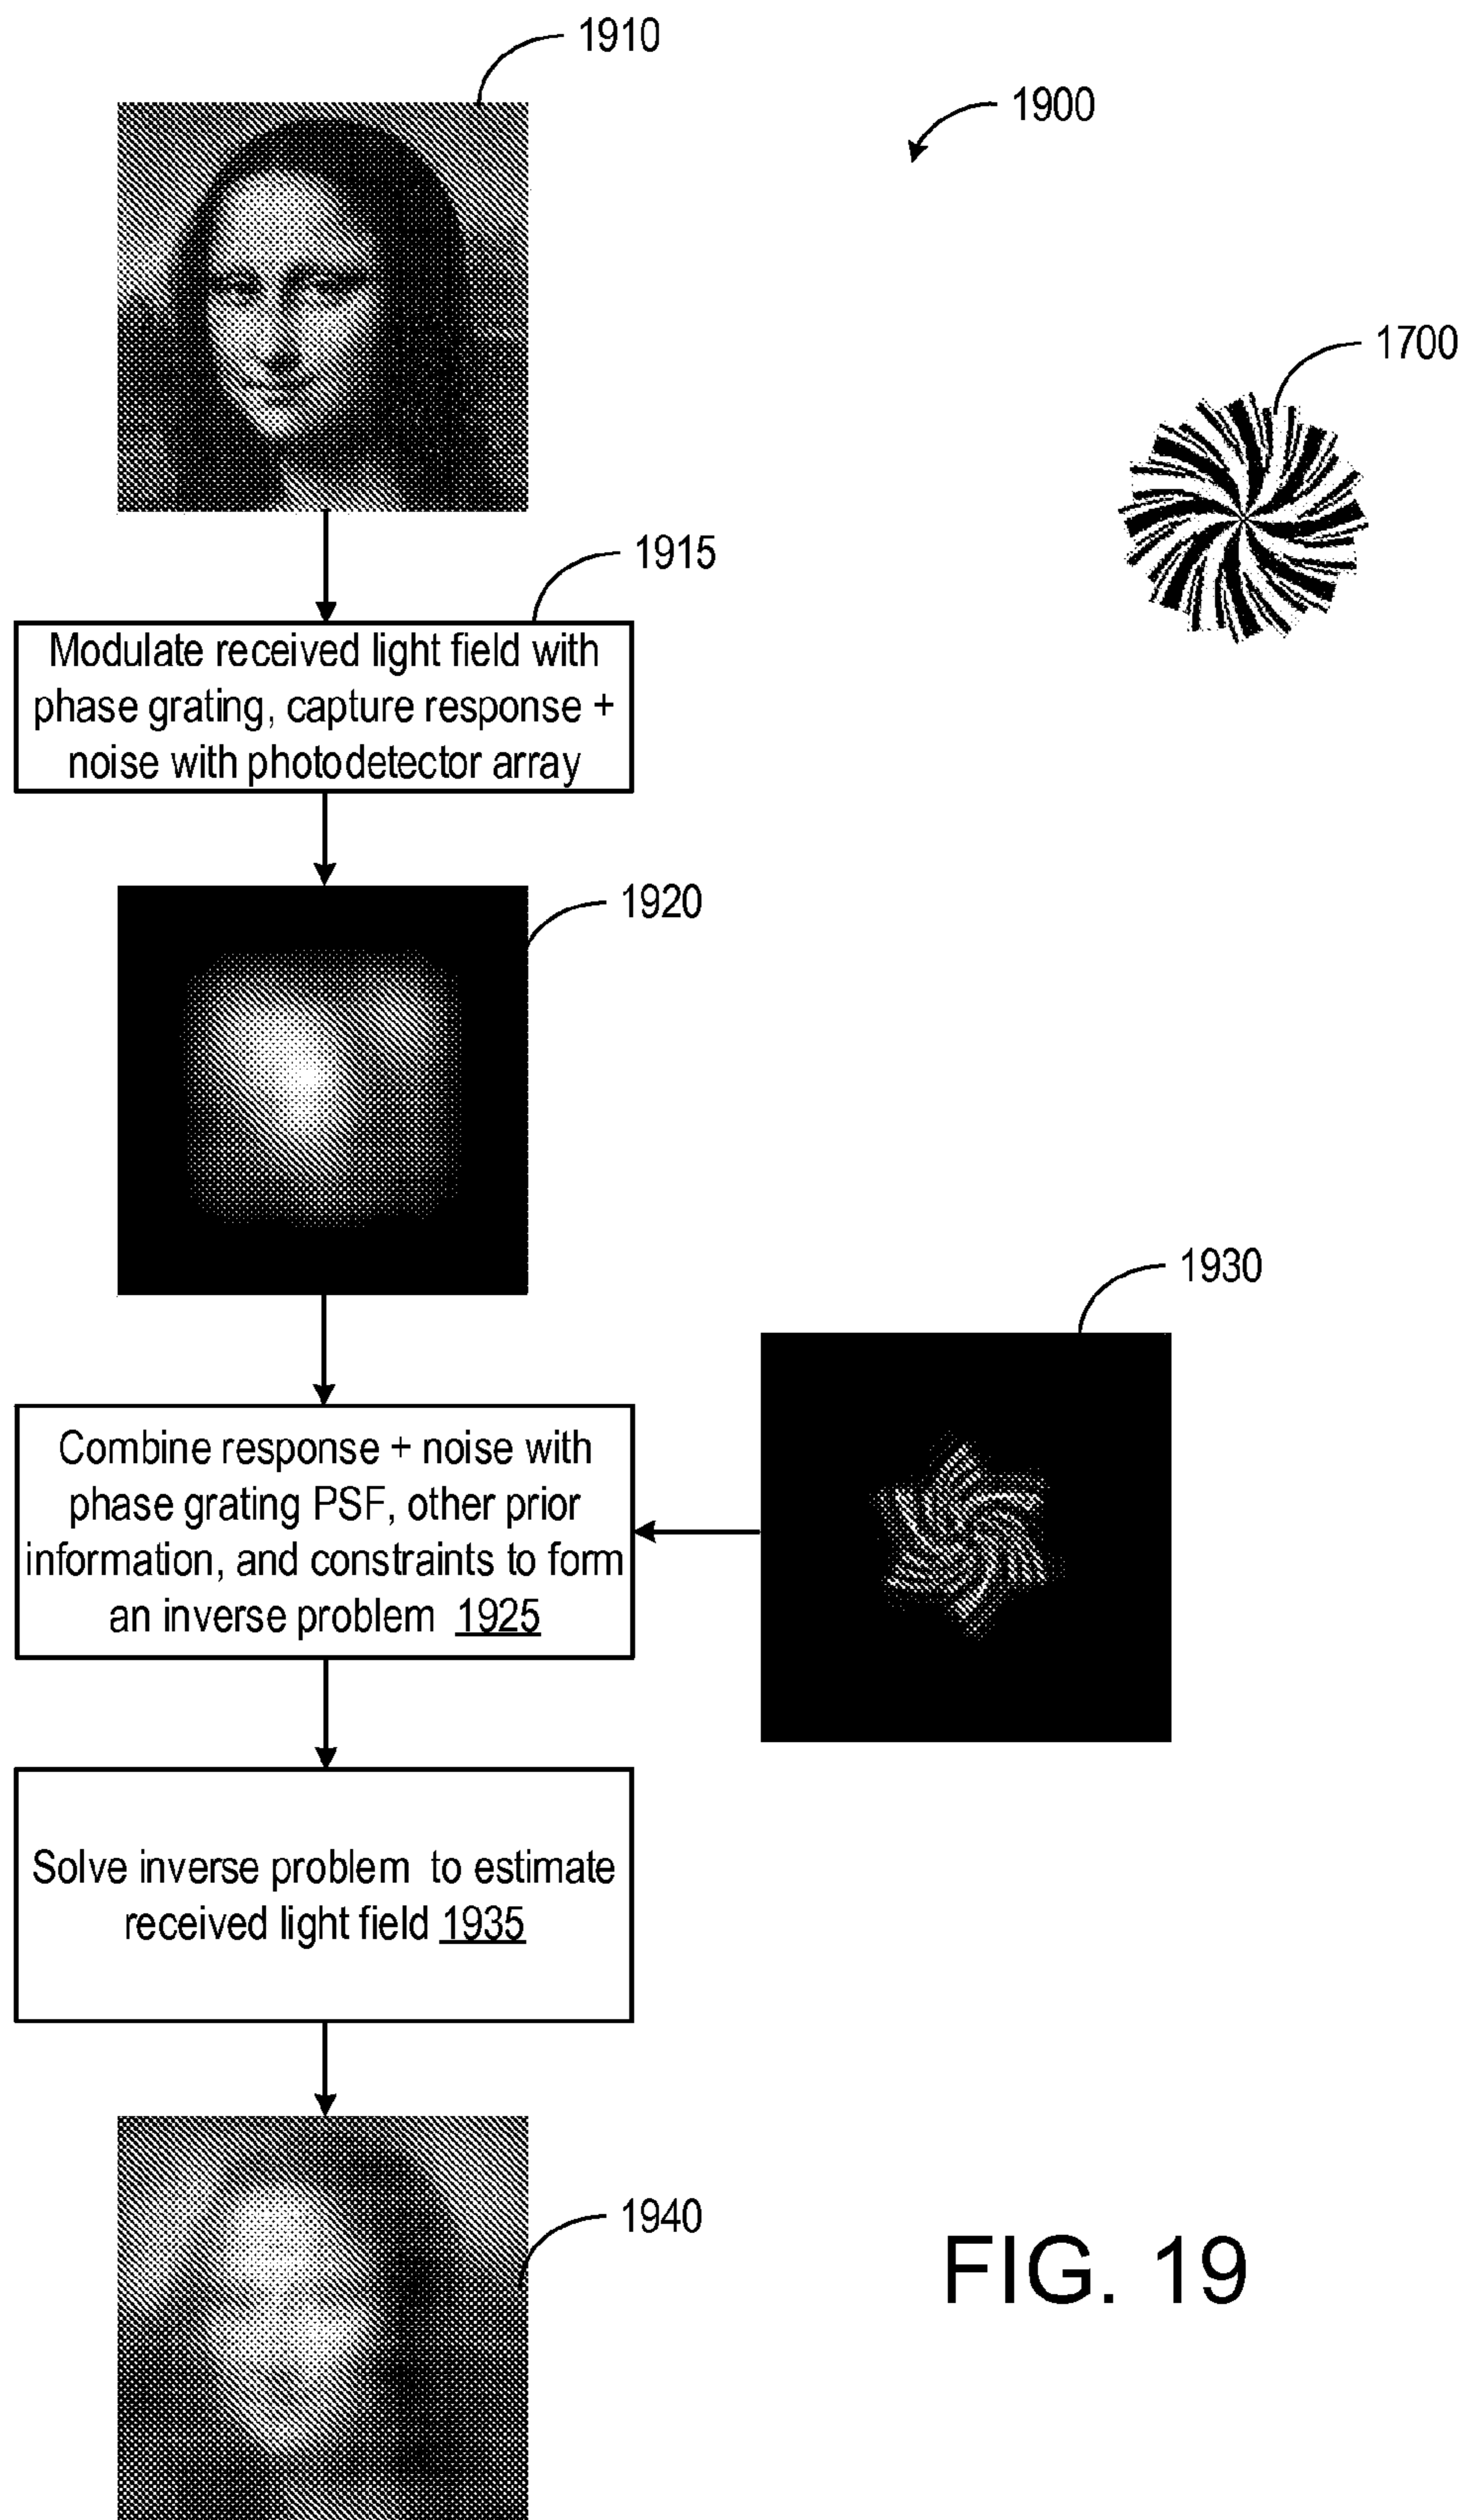 1910
1900
1700
1915
Modulate received light field with
phase grating, capture response +
noise with photodetector array
1920
1930
Combine response + noise with
phase grating PSF, other prior
information, and constraints to form
an inverse problem 1925
Solve inverse problem to estimate
received light field 1935
1940
FIG. 19